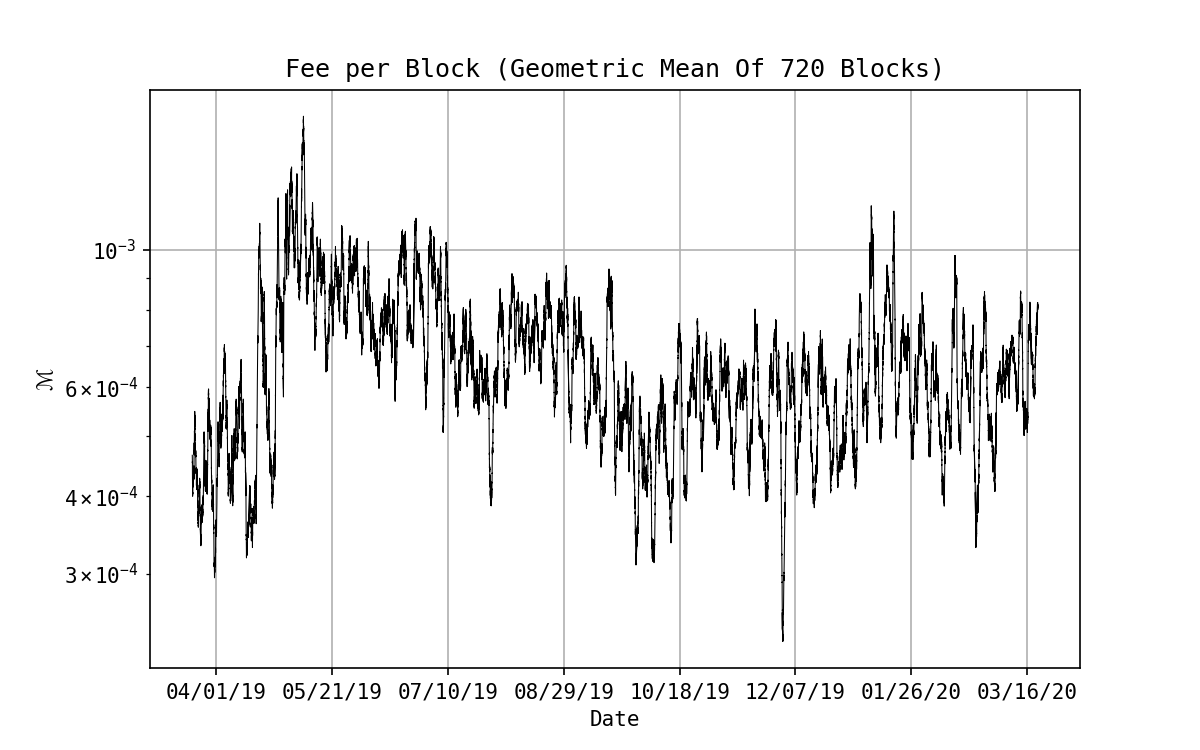 Fee per Block (Geometric Mean Of 720 Blocks)
ℳ
10⁻³
6×10⁻⁴
4×10⁻⁴
3×10⁻⁴
04/01/19 05/21/19 07/10/19 08/29/19 10/18/19 12/07/19 01/26/20 03/16/20
Date